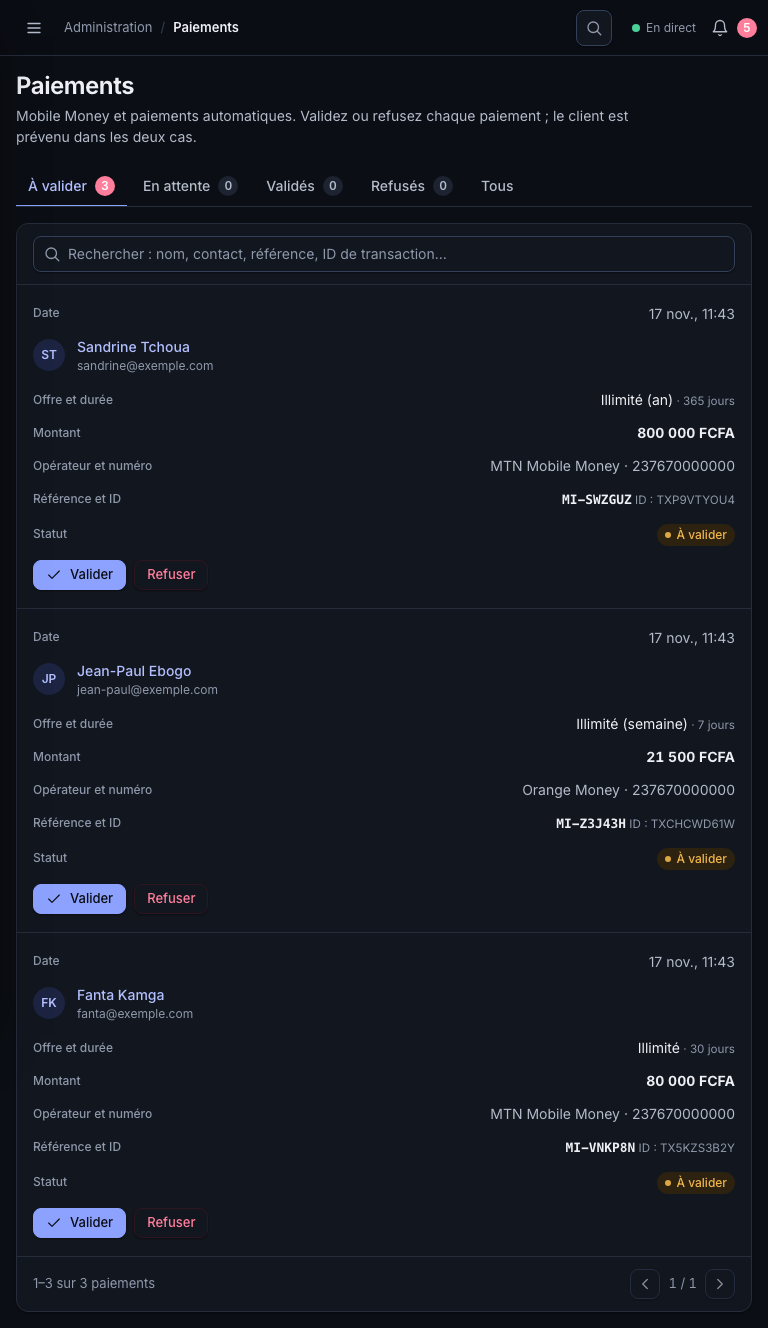 Administration / Paiements
En direct
5
Paiements
Mobile Money et paiements automatiques. Validez ou refusez chaque paiement ; le client est
prévenu dans les deux cas.
À valider 3 En attente 0 Validés 0 Refusés 0 Tous
Rechercher : nom, contact, référence, ID de transaction...
Date 17 nov., 11:43
ST Sandrine Tchoua
sandrine@exemple.com
Offre et durée Illimité (an) · 365 jours
Montant 800 000 FCFA
Opérateur et numéro MTN Mobile Money · 237670000000
Référence et ID MI-SWZGUZ ID : TXP9VTYOU4
Statut À valider
Valider Refuser
Date 17 nov., 11:43
JP Jean-Paul Ebogo
jean-paul@exemple.com
Offre et durée Illimité (semaine) · 7 jours
Montant 21 500 FCFA
Opérateur et numéro Orange Money · 237670000000
Référence et ID MI-Z3J43H ID : TXCHCWD61W
Statut À valider
Valider Refuser
Date 17 nov., 11:43
FK Fanta Kamga
fanta@exemple.com
Offre et durée Illimité · 30 jours
Montant 80 000 FCFA
Opérateur et numéro MTN Mobile Money · 237670000000
Référence et ID MI-VNKP8N ID : TX5KZS3B2Y
Statut À valider
Valider Refuser
1–3 sur 3 paiements 1 / 1